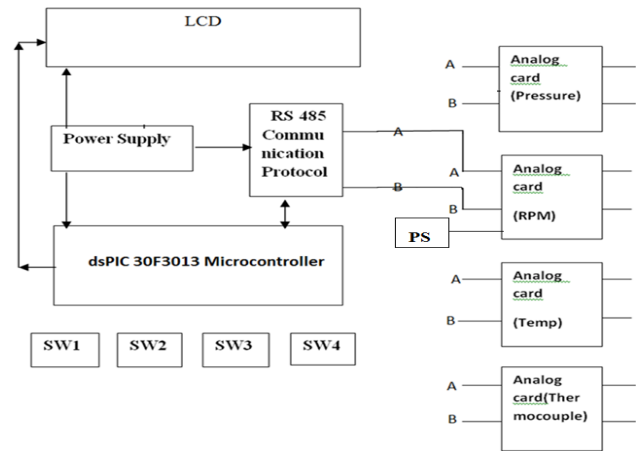 LCD
Power Supply
RS 485
Commu
nication
Protocol
A
B
dsPIC 30F3013 Microcontroller
SW1
SW2
SW3
SW4
A
B
Analog
card
(Pressure)
A
B
Analog
card
(RPM)
PS
A
B
Analog
card
(Temp)
A
B
Analog
card(Ther
mocouple)